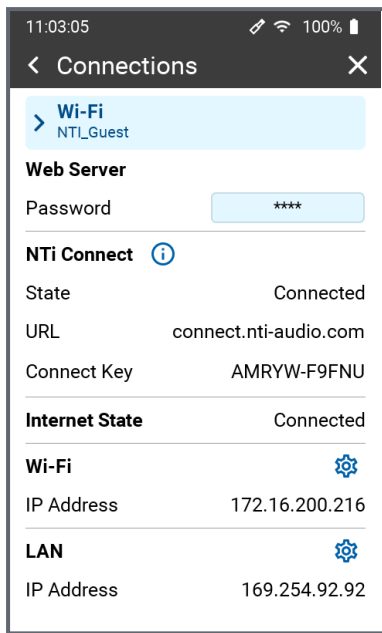 11:03:05 100%
Connections
Wi-Fi
NTI_Guest
Web Server
Password ****
NTi Connect
State Connected
URL connect.nti-audio.com
Connect Key AMRYW-F9FNU
Internet State Connected
Wi-Fi
IP Address 172.16.200.216
LAN
IP Address 169.254.92.92